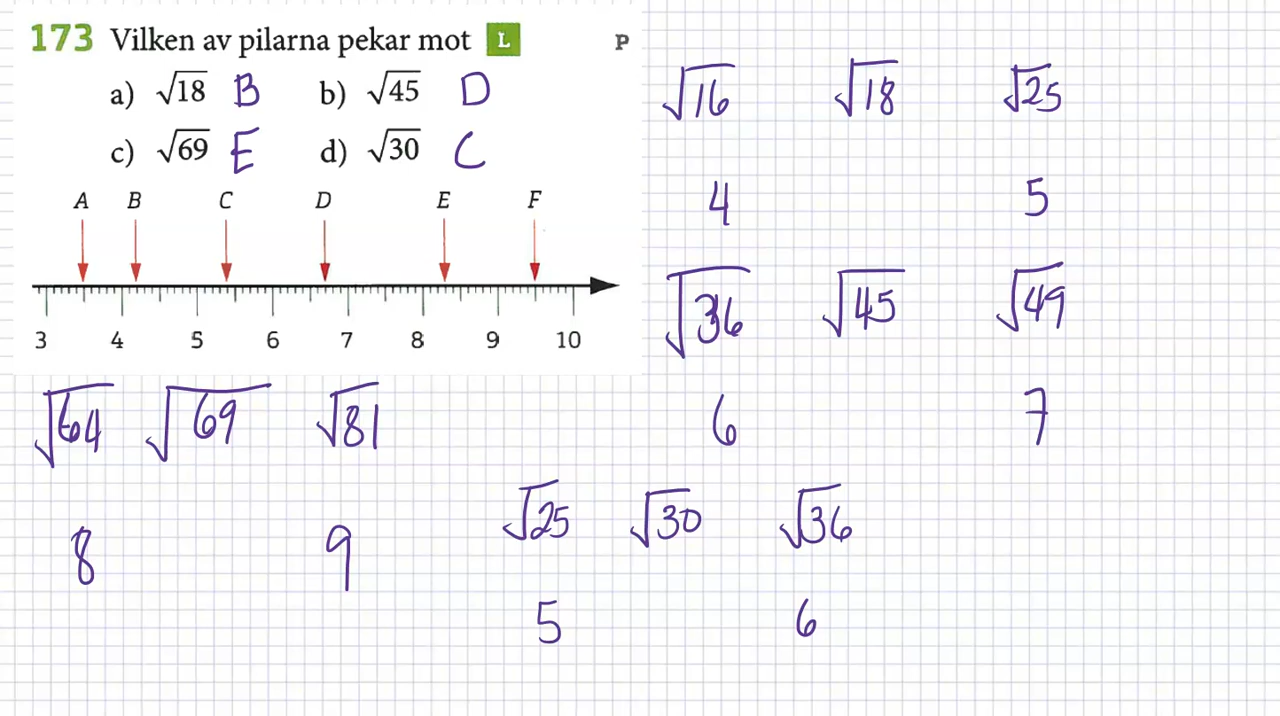 173 Vilken av pilarna pekar mot L P
a) √18 B b) √45 D
c) √69 E d) √30 C
A B C D E F
3 4 5 6 7 8 9 10
√16 √18 √25
4 5
√36 √45 √49
6 7
√64 √69 √81
8 9
√25 √30 √36
5 6